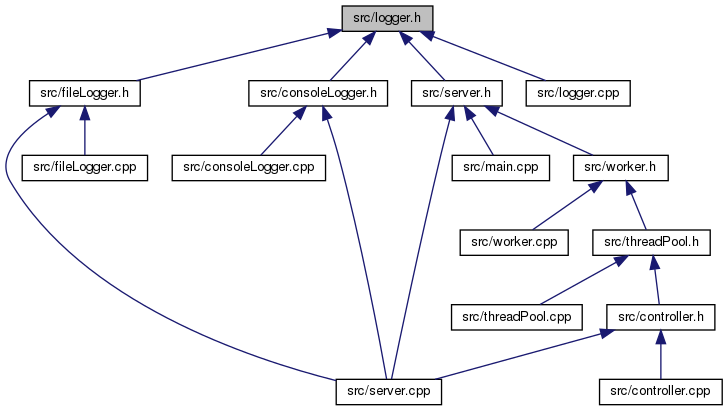 src/logger.h
src/fileLogger.h
src/consoleLogger.h
src/server.h
src/logger.cpp
src/fileLogger.cpp
src/consoleLogger.cpp
src/main.cpp
src/worker.h
src/worker.cpp
src/threadPool.h
src/threadPool.cpp
src/controller.h
src/server.cpp
src/controller.cpp